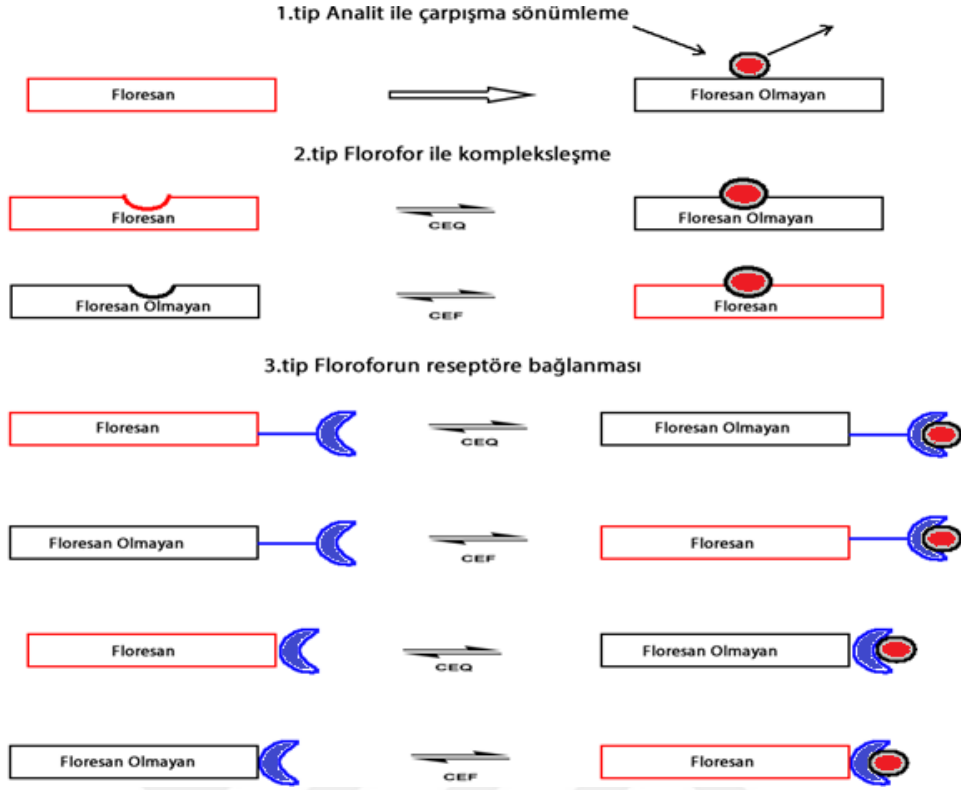 1.tip Analit ile çarpışma sönümleme
Floresan
Floresan Olmayan
2.tip Florofor ile kompleksleşme
Floresan
CEQ
Floresan Olmayan
Floresan Olmayan
CEF
Floresan
3.tip Floroforun reseptöre bağlanması
Floresan
CEQ
Floresan Olmayan
Floresan Olmayan
CEF
Floresan
Floresan
CEQ
Floresan Olmayan
Floresan Olmayan
CEF
Floresan